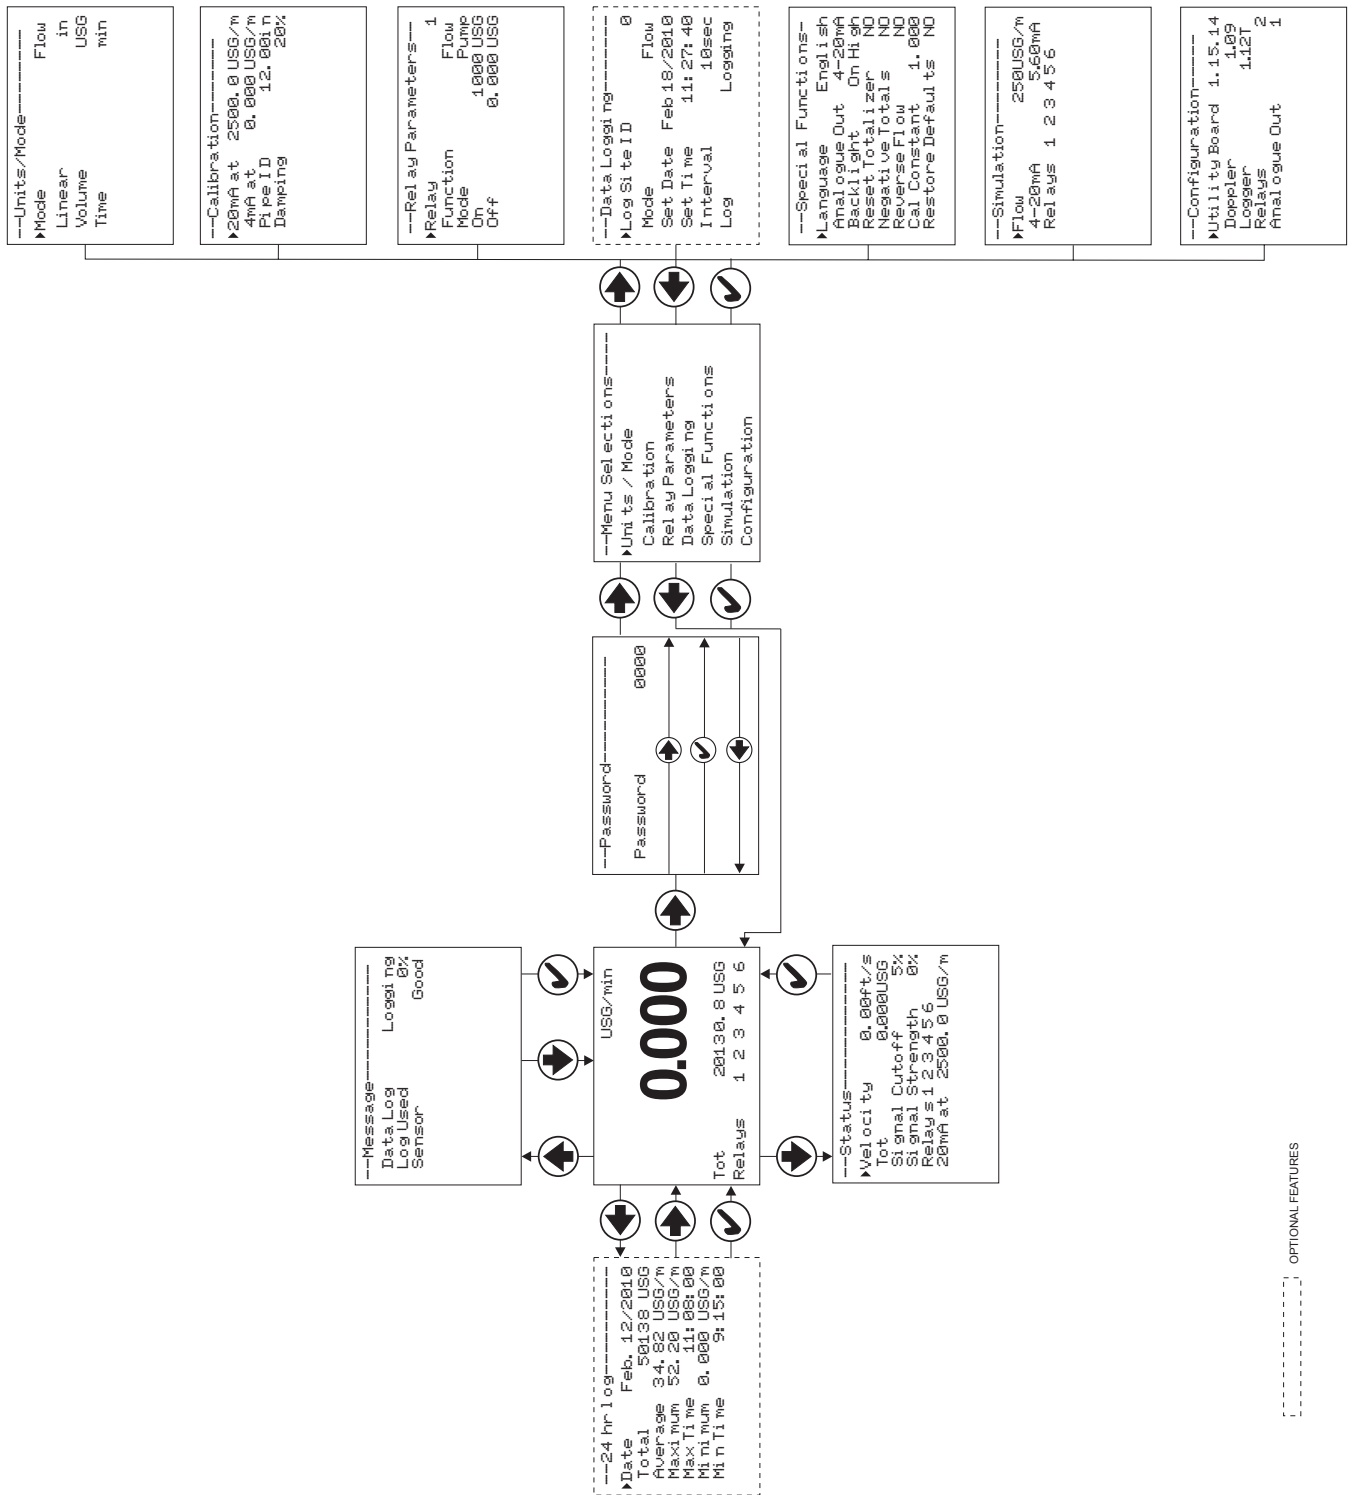 --24 hr log---------
▶Date Feb. 12/2010
Total 50138 USG
Average 34.82 USG/m
Maximum 52.20 USG/m
Max Time 11:08:00
Minimum 0.000 USG/m
Min Time 9:15:00
--Message-----------
Data Log Logging
Log Used 0%
Sensor Good
USG/min
0.000
Tot 20130.8 USG
Relays 1 2 3 4 5 6
--Status------------
▶Velocity 0.00ft/s
Tot 0.000USG
Signal Cutoff 5%
Signal Strength 0%
Relays 1 2 3 4 5 6
20mA at 2500.0 USG/m
--Password----------
Password 0000
--Menu Selections----
▶Units / Mode
Calibration
Relay Parameters
Data Logging
Special Functions
Simulation
Configuration
--Units/Mode---------
▶Mode Flow
Linear in
Volume USG
Time min
--Calibration-------
▶20mA at 2500.0 USG/m
4mA at 0.000 USG/m
Pipe ID 12.00in
Damping 20%
--Relay Parameters--
▶Relay 1
Function Flow
Mode Pump
On 1000 USG
Off 0.000 USG
--Data Logging------
▶Log Site ID 0
Mode Flow
Set Date Feb 18/2010
Set Time 11:27:40
Interval 10sec
Log Logging
--Special Functions-
▶Language English
Analogue Out 4-20mA
Backlight On High
Reset Totalizer NO
Negative Totals NO
Reverse Flow NO
Cal Constant 1.000
Restore Defaults NO
--Simulation-------
▶Flow 250USG/m
4-20mA 5.60mA
Relays 1 2 3 4 5 6
--Configuration----
▶Utility Board 1.15.14
Doppler 1.09
Logger 1.12T
Relays 2
Analogue Out 1
OPTIONAL FEATURES